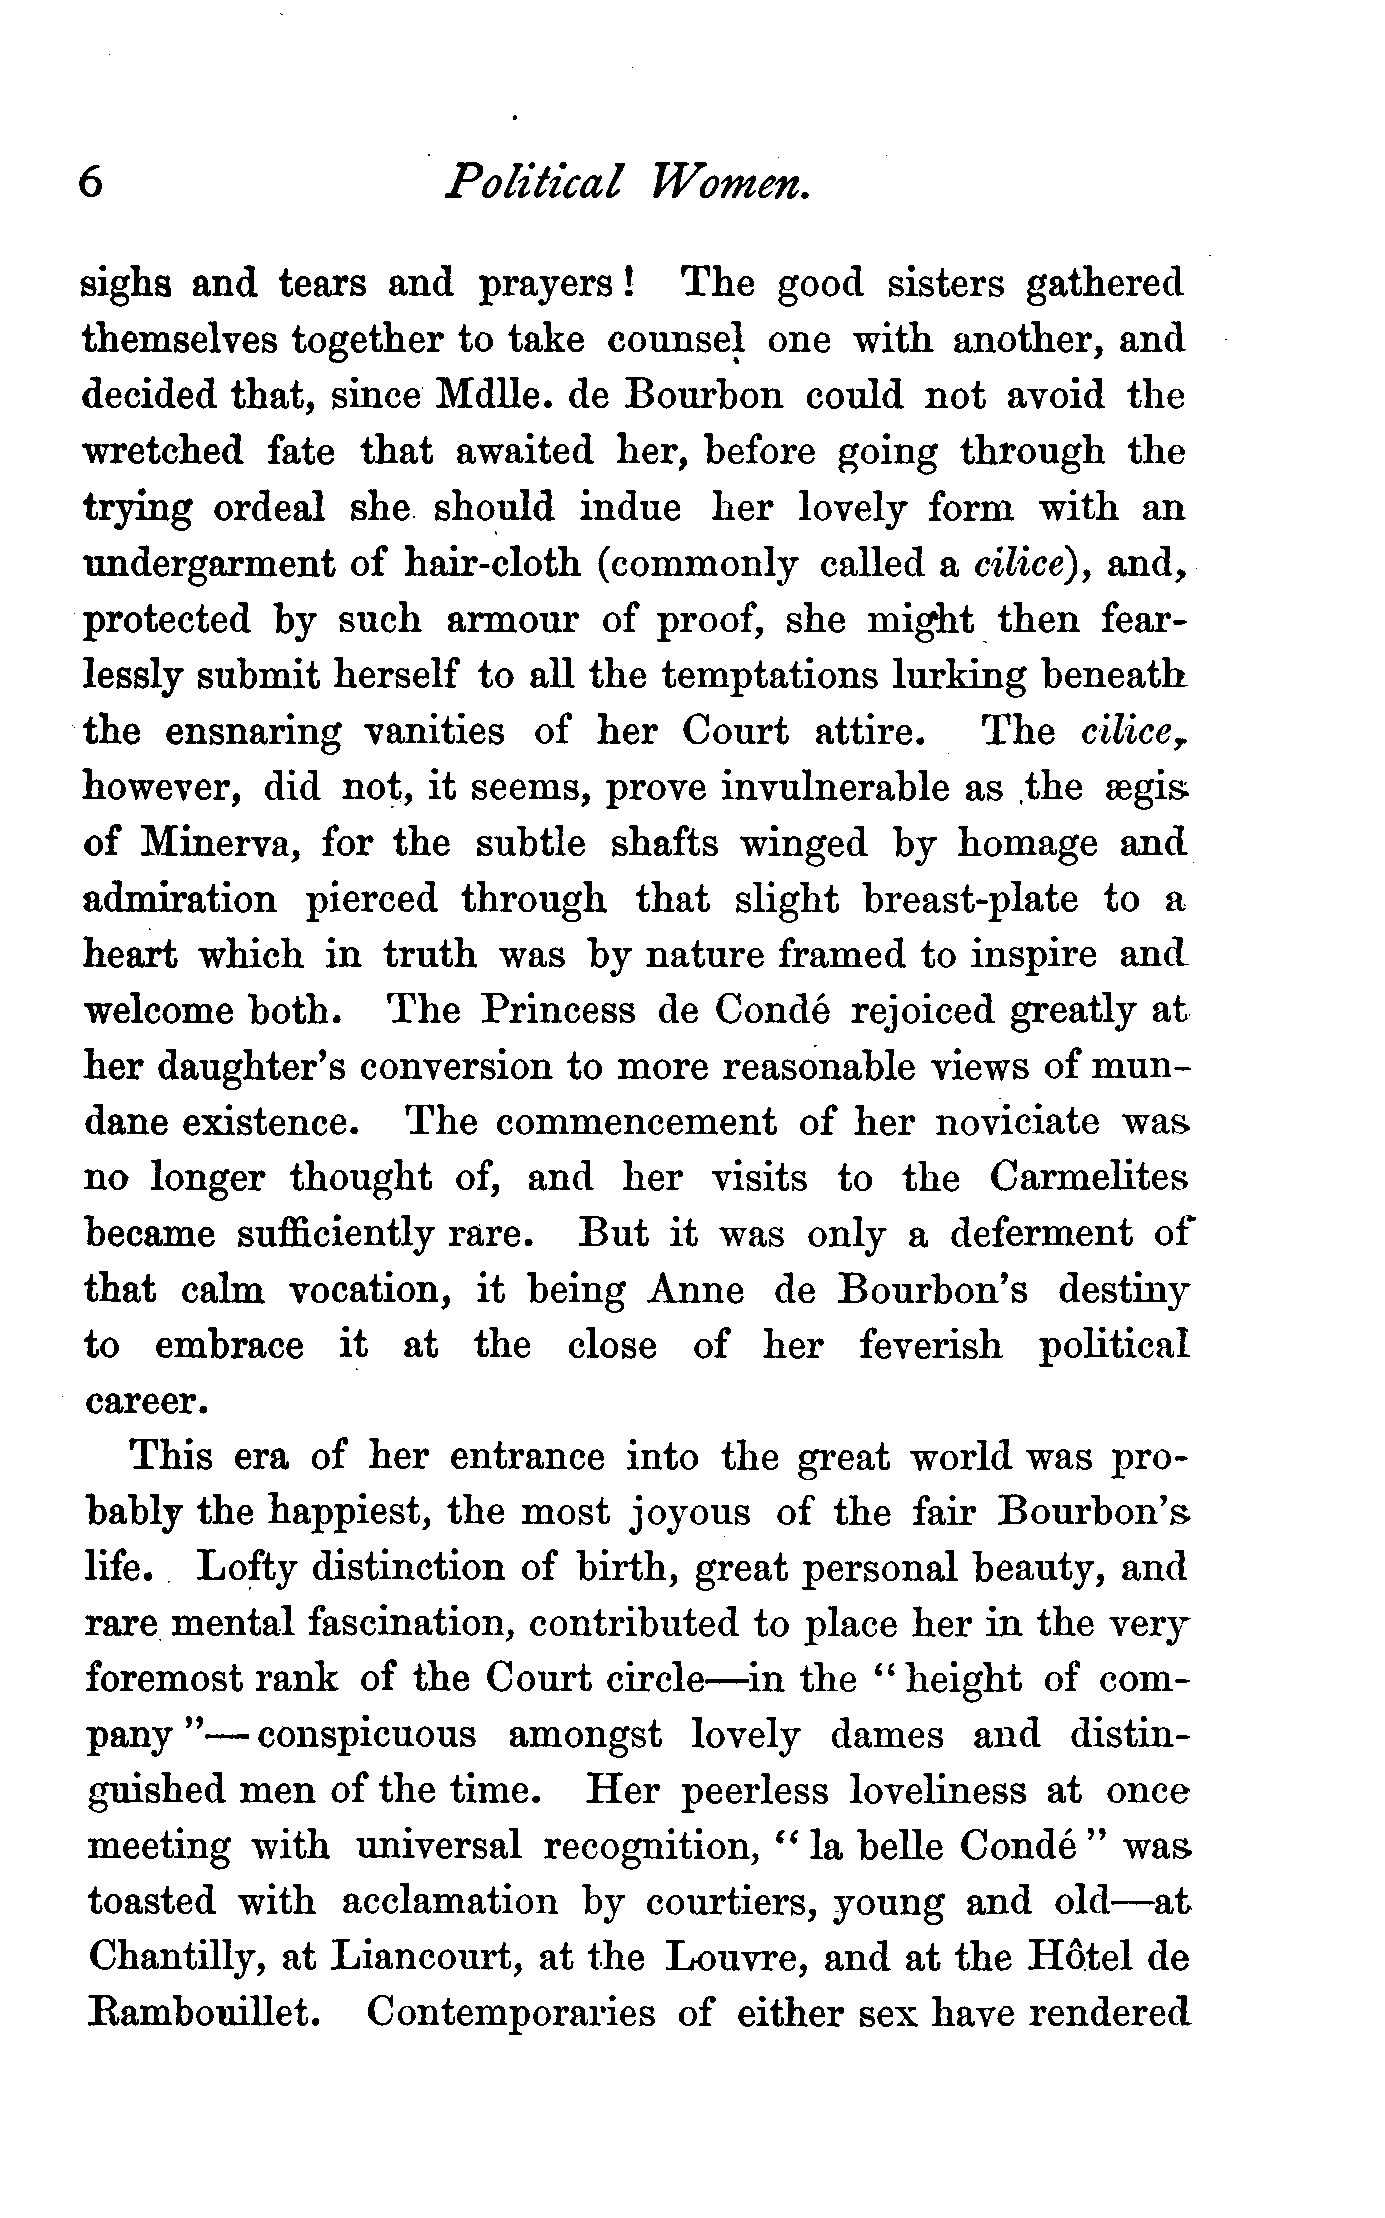 6 Political Women.
sighs and tears and prayers! The good sisters gathered
themselves together to take counsel one with another, and
decided that, since Mdlle. de Bourbon could not avoid the
wretched fate that awaited her, before going through the
trying ordeal she should indue her lovely form with an
undergarment of hair-cloth (commonly called a cilice), and,
protected by such armour of proof, she might then fear-
lessly submit herself to all the temptations lurking beneath
the ensnaring vanities of her Court attire. The cilice,
however, did not, it seems, prove invulnerable as the ægis
of Minerva, for the subtle shafts winged by homage and
admiration pierced through that slight breast-plate to a
heart which in truth was by nature framed to inspire and
welcome both. The Princess de Condé rejoiced greatly at
her daughter's conversion to more reasonable views of mun-
dane existence. The commencement of her noviciate was
no longer thought of, and her visits to the Carmelites
became sufficiently rare. But it was only a deferment of
that calm vocation, it being Anne de Bourbon's destiny
to embrace it at the close of her feverish political
career.
This era of her entrance into the great world was pro-
bably the happiest, the most joyous of the fair Bourbon's
life. Lofty distinction of birth, great personal beauty, and
rare mental fascination, contributed to place her in the very
foremost rank of the Court circle—in the "height of com-
pany"—conspicuous amongst lovely dames and distin-
guished men of the time. Her peerless loveliness at once
meeting with universal recognition, "la belle Condé" was
toasted with acclamation by courtiers, young and old—at
Chantilly, at Liancourt, at the Louvre, and at the Hôtel de
Rambouillet. Contemporaries of either sex have rendered